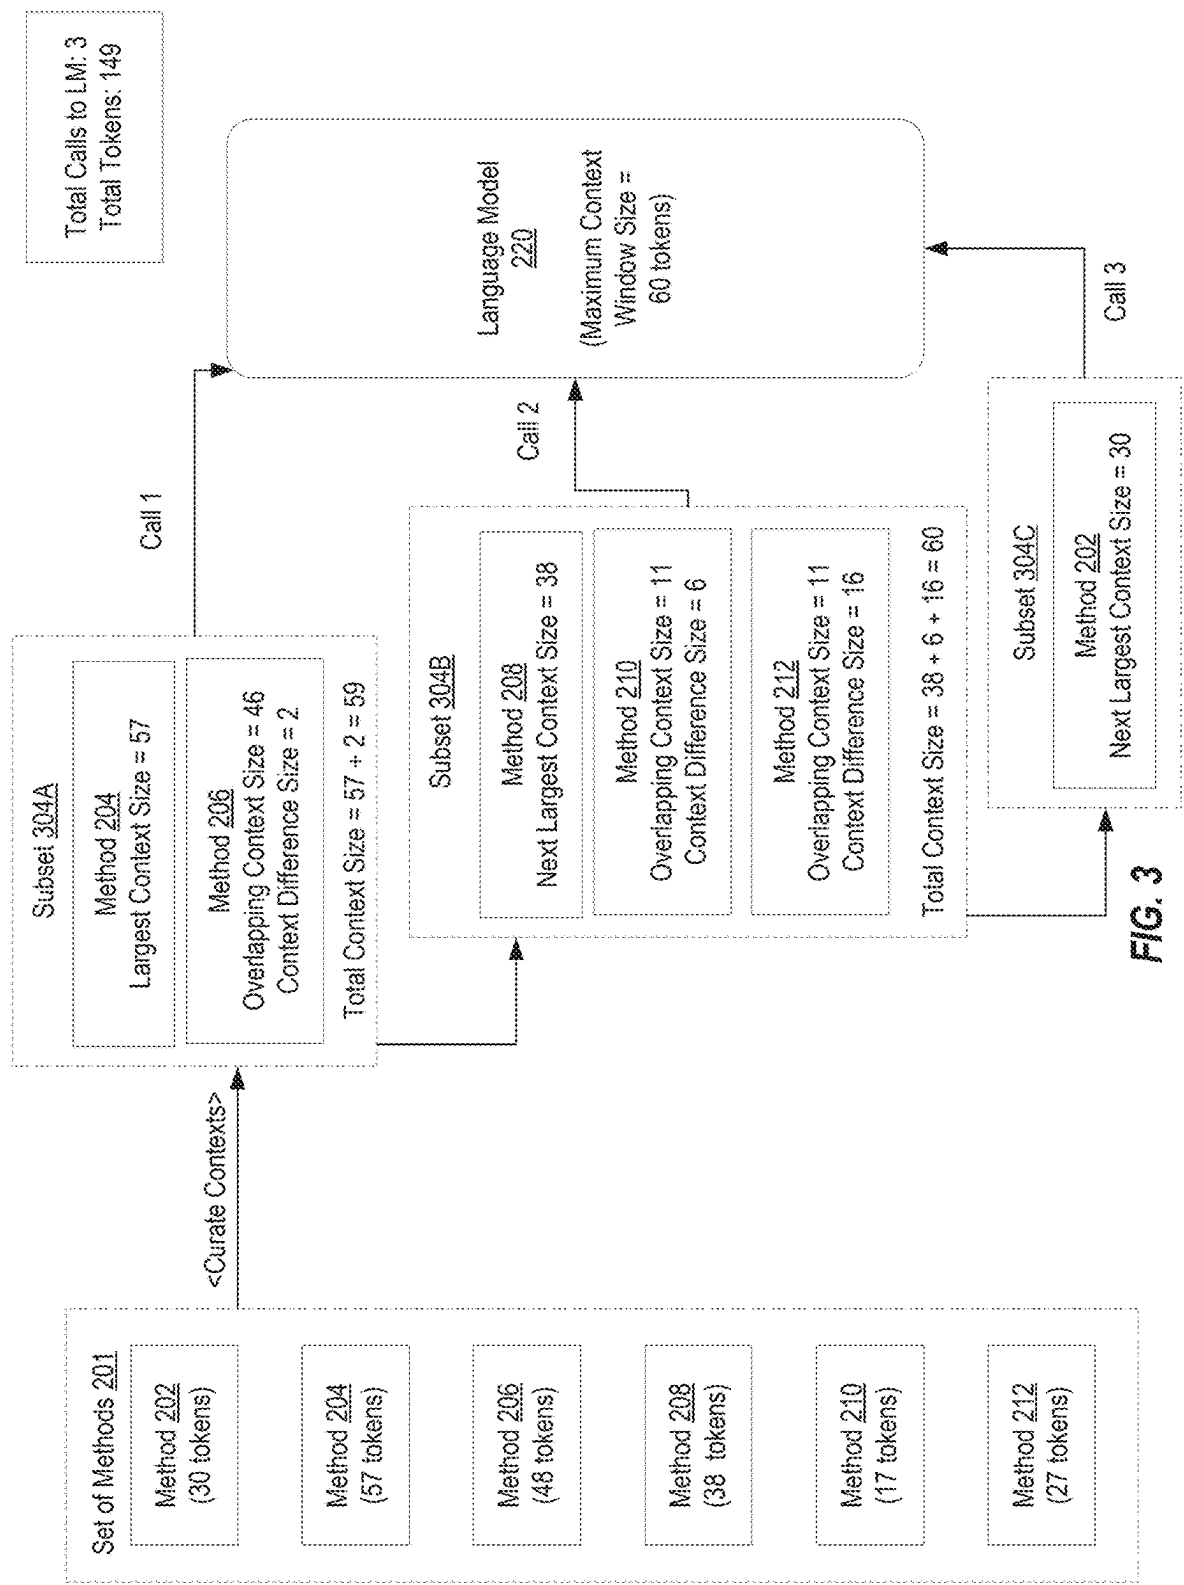 Set of Methods 201
Method 202
(30 tokens)
Method 204
(57 tokens)
Method 206
(48 tokens)
Method 208
(38 tokens)
Method 210
(17 tokens)
Method 212
(27 tokens)
<Curate Contexts>
Subset 304A
Method 204
Largest Context Size = 57
Method 206
Overlapping Context Size = 46
Context Difference Size = 2
Total Context Size = 57 + 2 = 59
Call 1
Subset 304B
Method 208
Next Largest Context Size = 38
Method 210
Overlapping Context Size = 11
Context Difference Size = 6
Method 212
Overlapping Context Size = 11
Context Difference Size = 16
Total Context Size = 38 + 6 + 16 = 60
Call 2
Subset 304C
Method 202
Next Largest Context Size = 30
Call 3
Language Model
220
(Maximum Context
Window Size =
60 tokens)
Total Calls to LM: 3
Total Tokens: 149
FIG. 3